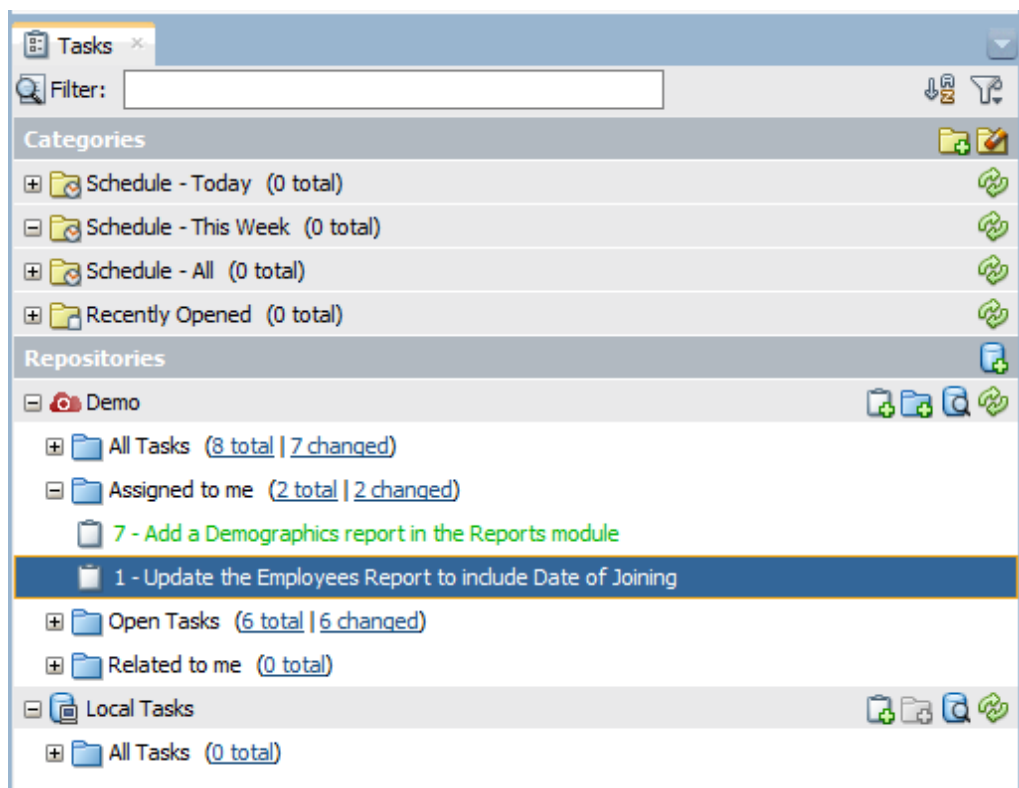 Tasks
Filter:
Categories
Schedule - Today (0 total)
Schedule - This Week (0 total)
Schedule - All (0 total)
Recently Opened (0 total)
Repositories
Demo
All Tasks (8 total | 7 changed)
Assigned to me (2 total | 2 changed)
7 - Add a Demographics report in the Reports module
1 - Update the Employees Report to include Date of Joining
Open Tasks (6 total | 6 changed)
Related to me (0 total)
Local Tasks
All Tasks (0 total)